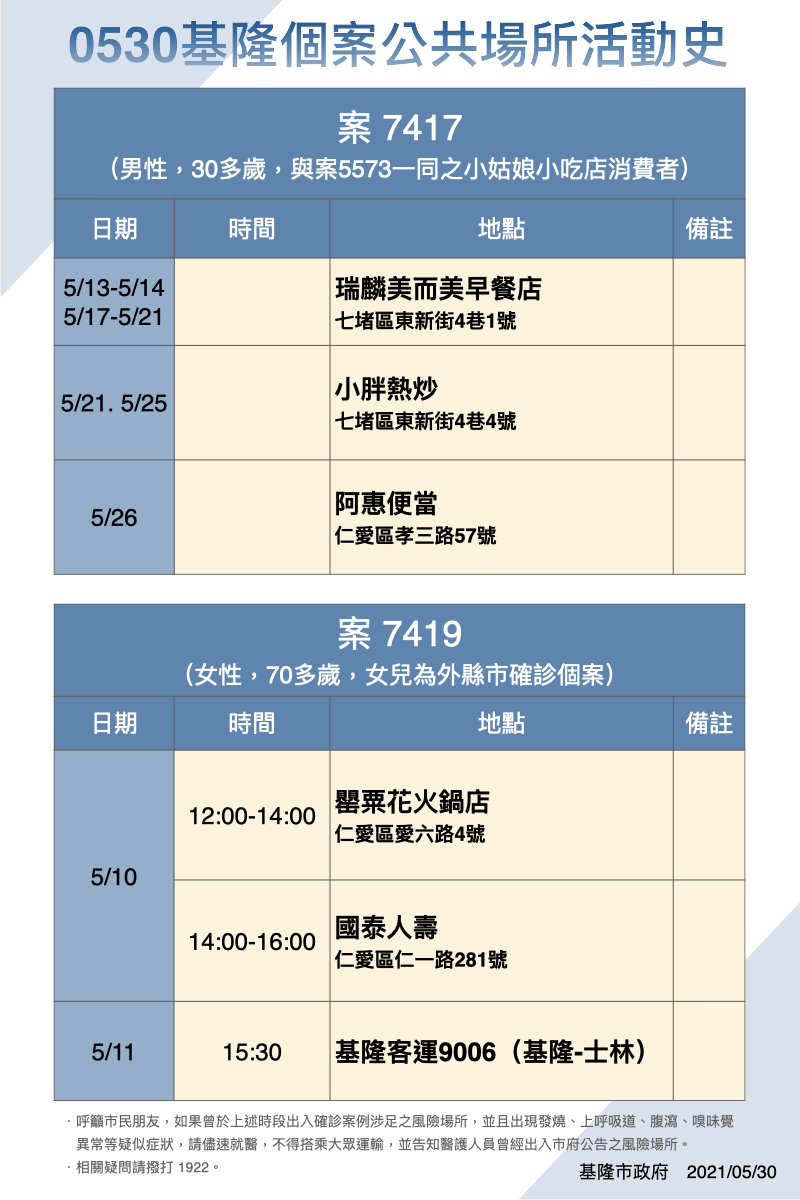 0530基隆個案公共場所活動史
案 7417
（男性，30多歲，與案5573一同之小姑娘小吃店消費者）
日期 時間 地點 備註
5/13-5/14
5/17-5/21
瑞麟美而美早餐店
七堵區東新街4巷1號
5/21. 5/25
小胖熱炒
七堵區東新街4巷4號
5/26
阿惠便當
仁愛區孝三路57號
案 7419
（女性，70多歲，女兒為外縣市確診個案）
日期 時間 地點 備註
5/10
12:00-14:00
罌粟花火鍋店
仁愛區愛六路4號
14:00-16:00
國泰人壽
仁愛區仁一路281號
5/11 15:30 基隆客運9006（基隆-士林）
· 呼籲市民朋友，如果曾於上述時段出入確診案例涉足之風險場所，並且出現發燒、上呼吸道、腹瀉、嗅味覺
異常等疑似症狀，請儘速就醫，不得搭乘大眾運輸，並告知醫護人員曾經出入市府公告之風險場所。
· 相關疑問請撥打 1922。
基隆市政府 2021/05/30